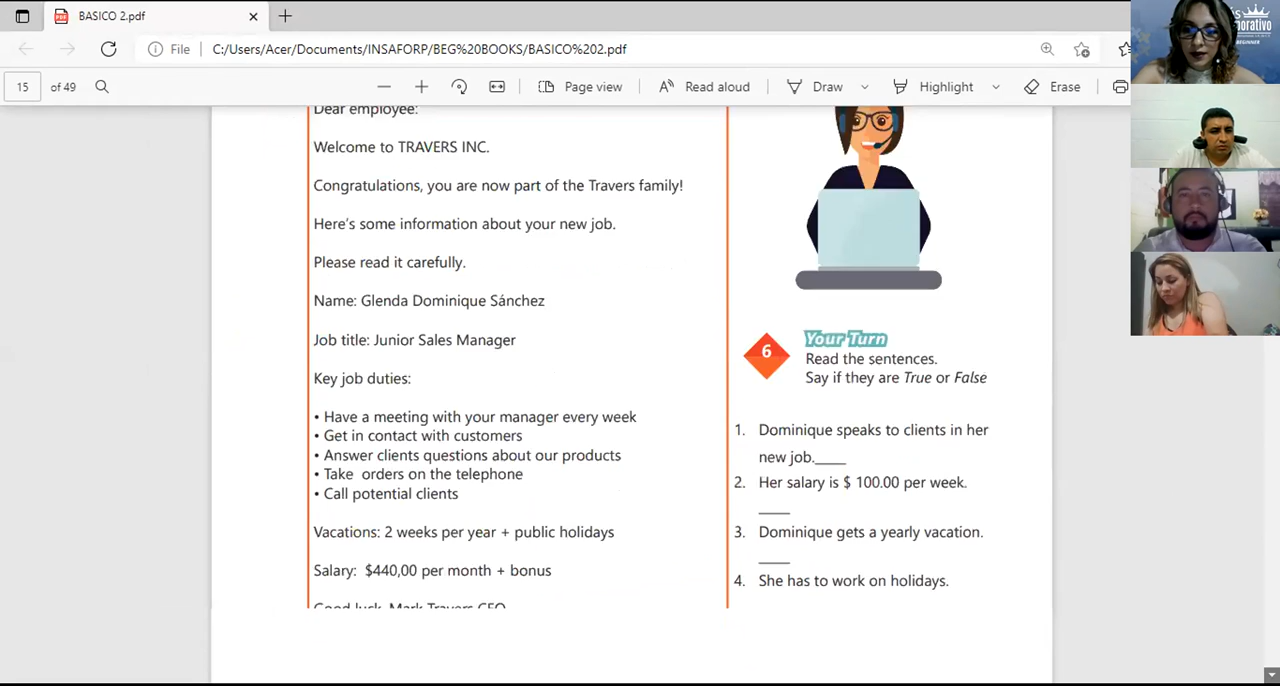 BASICO 2.pdf
File
C:/Users/Acer/Documents/INSAFORP/BEG%20BOOKS/BASICO%202.pdf
15 of 49
Page view
Read aloud
Draw
Highlight
Erase
Dear employee:
Welcome to TRAVERS INC.
Congratulations, you are now part of the Travers family!
Here's some information about your new job.
Please read it carefully.
Name: Glenda Dominique Sánchez
Job title: Junior Sales Manager
Key job duties:
• Have a meeting with your manager every week
• Get in contact with customers
• Answer clients questions about our products
• Take orders on the telephone
• Call potential clients
Vacations: 2 weeks per year + public holidays
Salary: $440,00 per month + bonus
Good luck, Mark Travers CEO
6
Your Turn
Read the sentences.
Say if they are True or False
1. Dominique speaks to clients in her
new job.____
2. Her salary is $ 100.00 per week.
____
3. Dominique gets a yearly vacation.
____
4. She has to work on holidays.